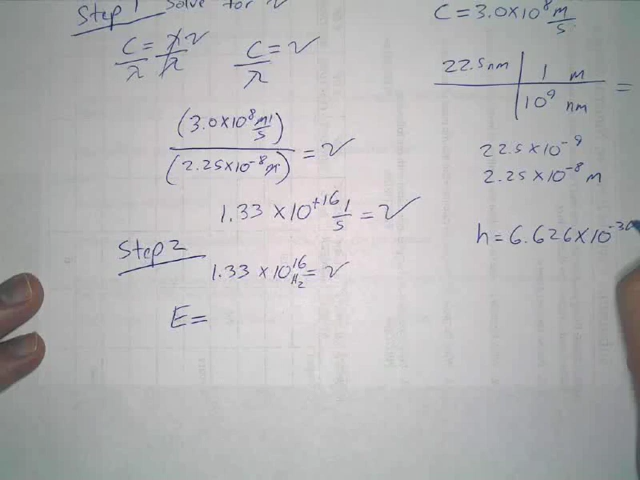 Step 1 Solve for ν
C = λν
λ λ
C = ν
λ
(3.0×10⁸ m 1/s)
(2.25×10⁻⁸ m) = ν
1.33 × 10⁺¹⁶ 1/s = ν
Step 2
1.33 × 10¹⁶ Hz = ν
E =
C = 3.0×10⁸ m/s
22.5nm | 1 m
| 10⁹ nm =
22.5×10⁻⁹
2.25×10⁻⁸ m
h = 6.626×10⁻³